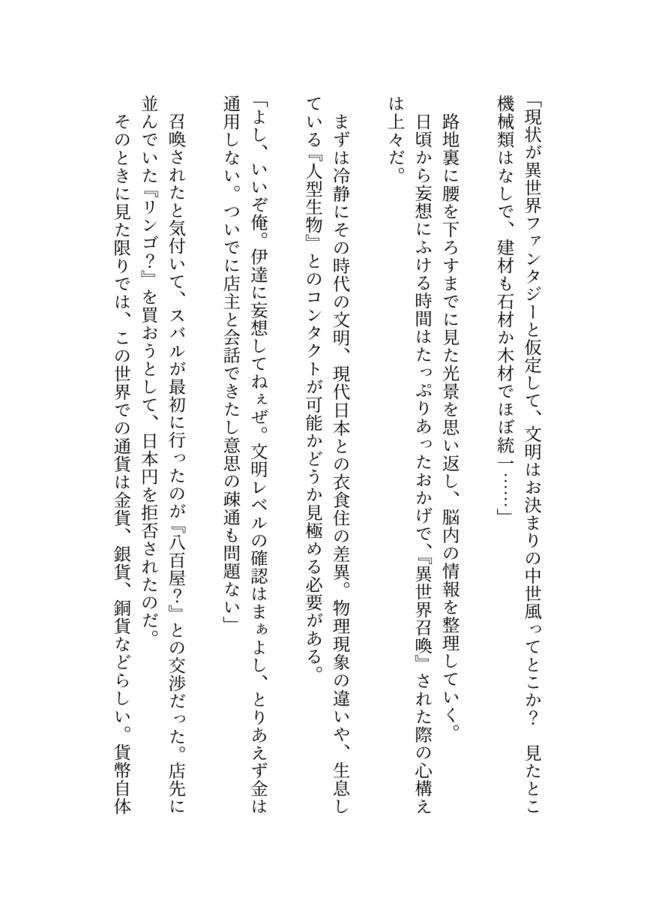 「現状が異世界ファンタジーと仮定して、文明はお決まりの中世風ってとこか？　見たとこ
機械類はなしで、建材も石材か木材でほぼ統一……」
　路地裏に腰を下ろすまでに見た光景を思い返し、脳内の情報を整理していく。
　日頃から妄想にふける時間はたっぷりあったおかげで、『異世界召喚』された際の心構え
は上々だ。
　まずは冷静にその時代の文明、現代日本との衣食住の差異。物理現象の違いや、生息し
ている『人型生物』とのコンタクトが可能かどうか見極める必要がある。
「よし、いいぞ俺。伊達に妄想してねぇぜ。文明レベルの確認はまぁよし、とりあえず金は
通用しない。ついでに店主と会話できたし意思の疎通も問題ない」
　召喚されたと気付いて、スバルが最初に行ったのが『八百屋？』との交渉だった。店先に
並んでいた『リンゴ？』を買おうとして、日本円を拒否されたのだ。
　そのときに見た限りでは、この世界での通貨は金貨、銀貨、銅貨などらしい。貨幣自体